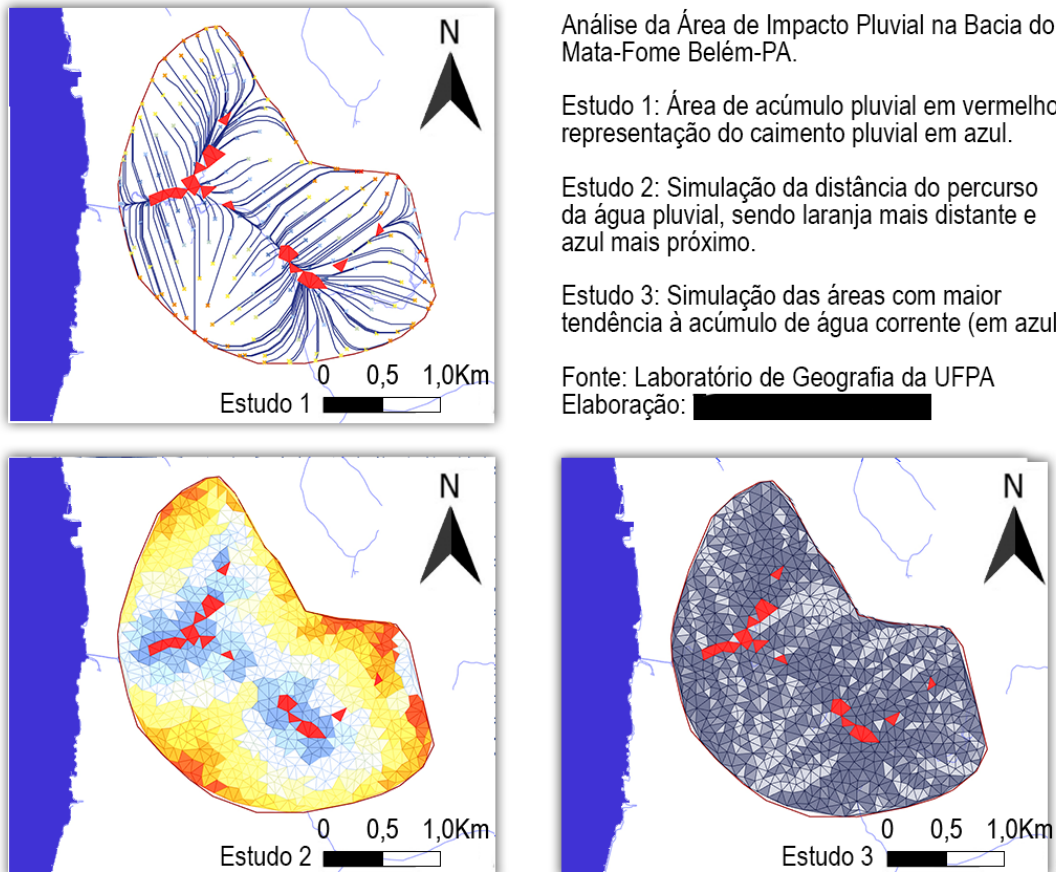 N
0 0,5 1,0Km
Estudo 1
Análise da Área de Impacto Pluvial na Bacia do
Mata-Fome Belém-PA.
Estudo 1: Área de acúmulo pluvial em vermelho
representação do caimento pluvial em azul.
Estudo 2: Simulação da distância do percurso
da água pluvial, sendo laranja mais distante e
azul mais próximo.
Estudo 3: Simulação das áreas com maior
tendência à acúmulo de água corrente (em azul
Fonte: Laboratório de Geografia da UFPA
Elaboração:
N
0 0,5 1,0Km
Estudo 2
N
0 0,5 1,0Km
Estudo 3